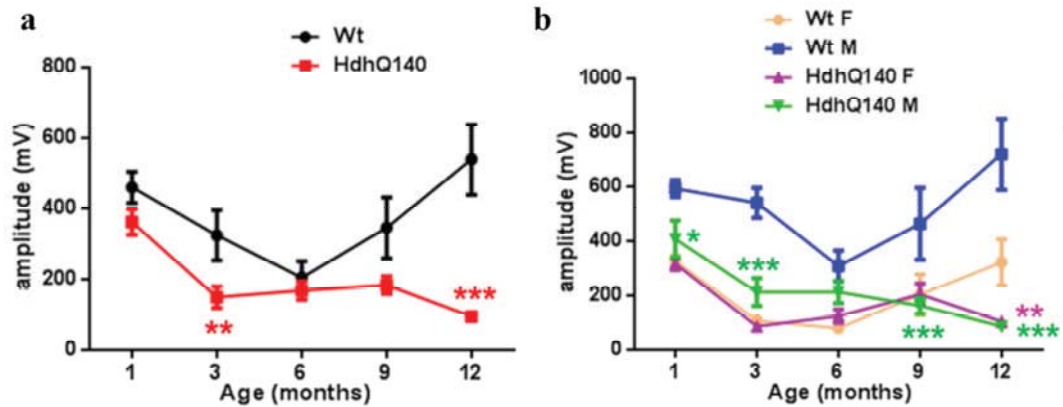 a
Wt
HdhQ140
800
600
400
200
0
amplitude (mV)
**
***
1 3 6 9 12
Age (months)
b
Wt F
Wt M
HdhQ140 F
HdhQ140 M
1000
800
600
400
200
0
amplitude (mV)
*
***
***
**
***
1 3 6 9 12
Age (months)